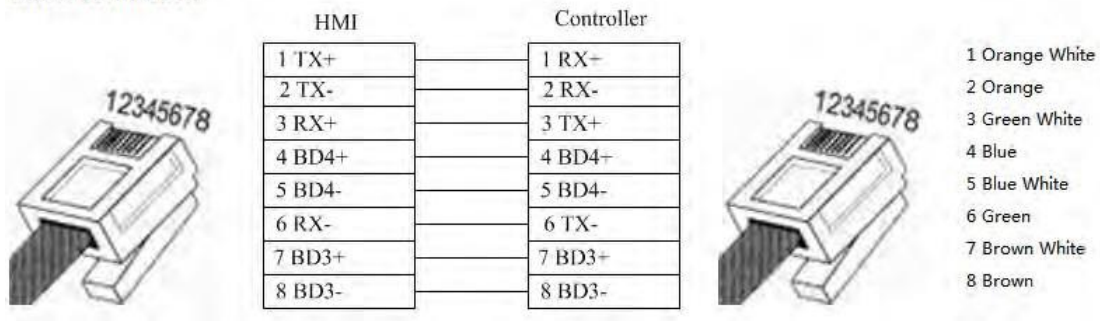 HMI
Controller
1 TX+
1 RX+
2 TX-
2 RX-
3 RX+
3 TX+
4 BD4+
4 BD4+
5 BD4-
5 BD4-
6 RX-
6 TX-
7 BD3+
7 BD3+
8 BD3-
8 BD3-
12345678
12345678
1 Orange White
2 Orange
3 Green White
4 Blue
5 Blue White
6 Green
7 Brown White
8 Brown